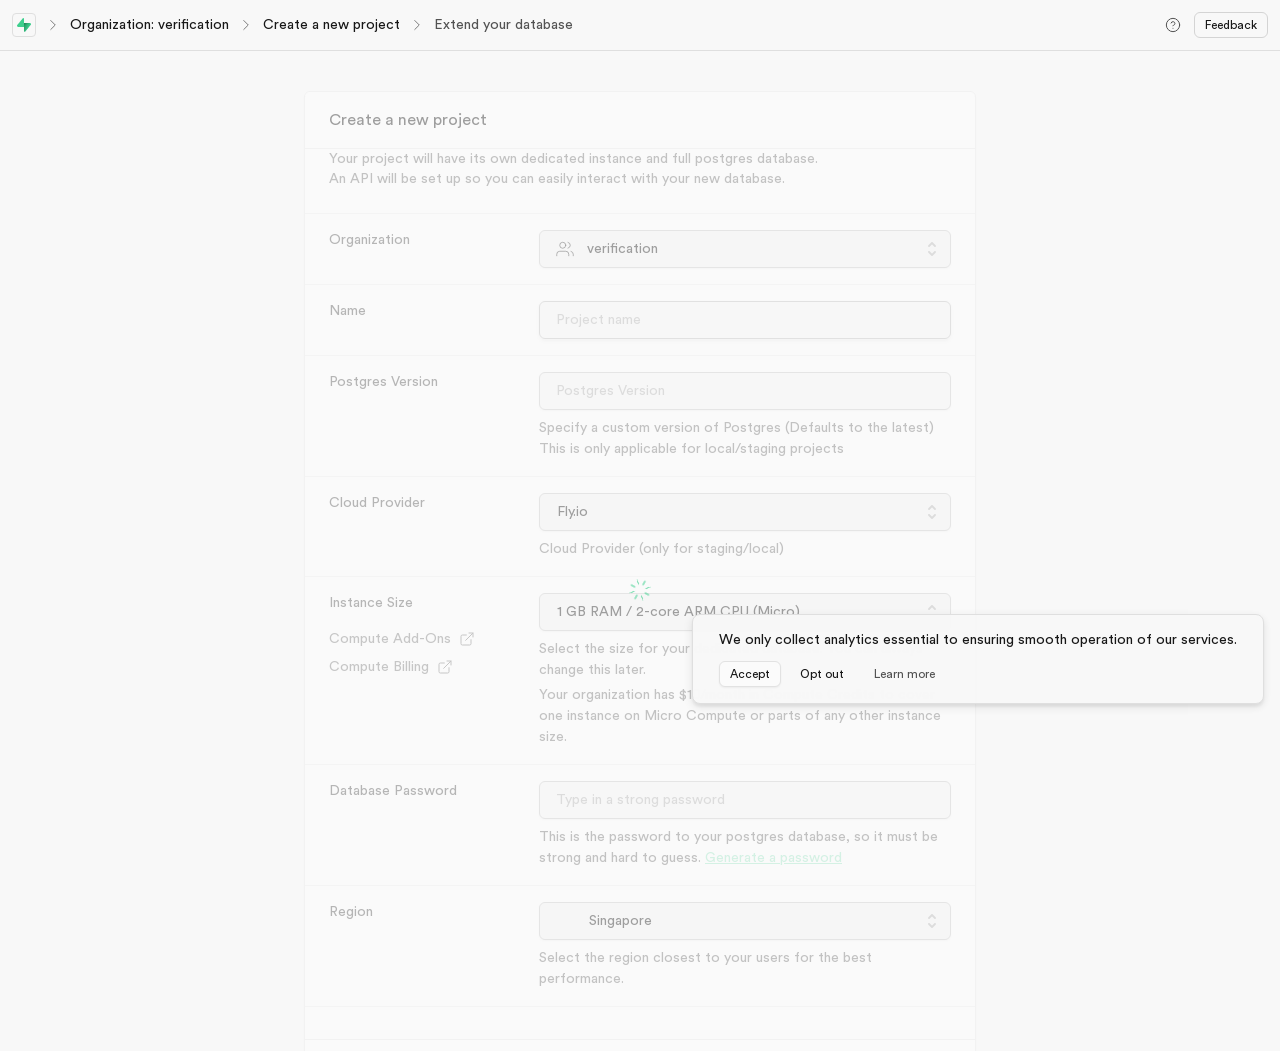 Organization: verification
Create a new project
Extend your database
Feedback
Create a new project
Your project will have its own dedicated instance and full postgres database.
An API will be set up so you can easily interact with your new database.
Organization
verification
Name
Project name
Postgres Version
Postgres Version
Specify a custom version of Postgres (Defaults to the latest)
This is only applicable for local/staging projects
Cloud Provider
Fly.io
Cloud Provider (only for staging/local)
Instance Size
1 GB RAM / 2-core ARM CPU (Micro)
Compute Add-Ons
Compute Billing
Select the size for your
change this later.
Your organization has $1
one instance on Micro Compute or parts of any other instance
size.
We only collect analytics essential to ensuring smooth operation of our services.
Accept
Opt out
Learn more
Database Password
Type in a strong password
This is the password to your postgres database, so it must be
strong and hard to guess. Generate a password
Region
Singapore
Select the region closest to your users for the best
performance.